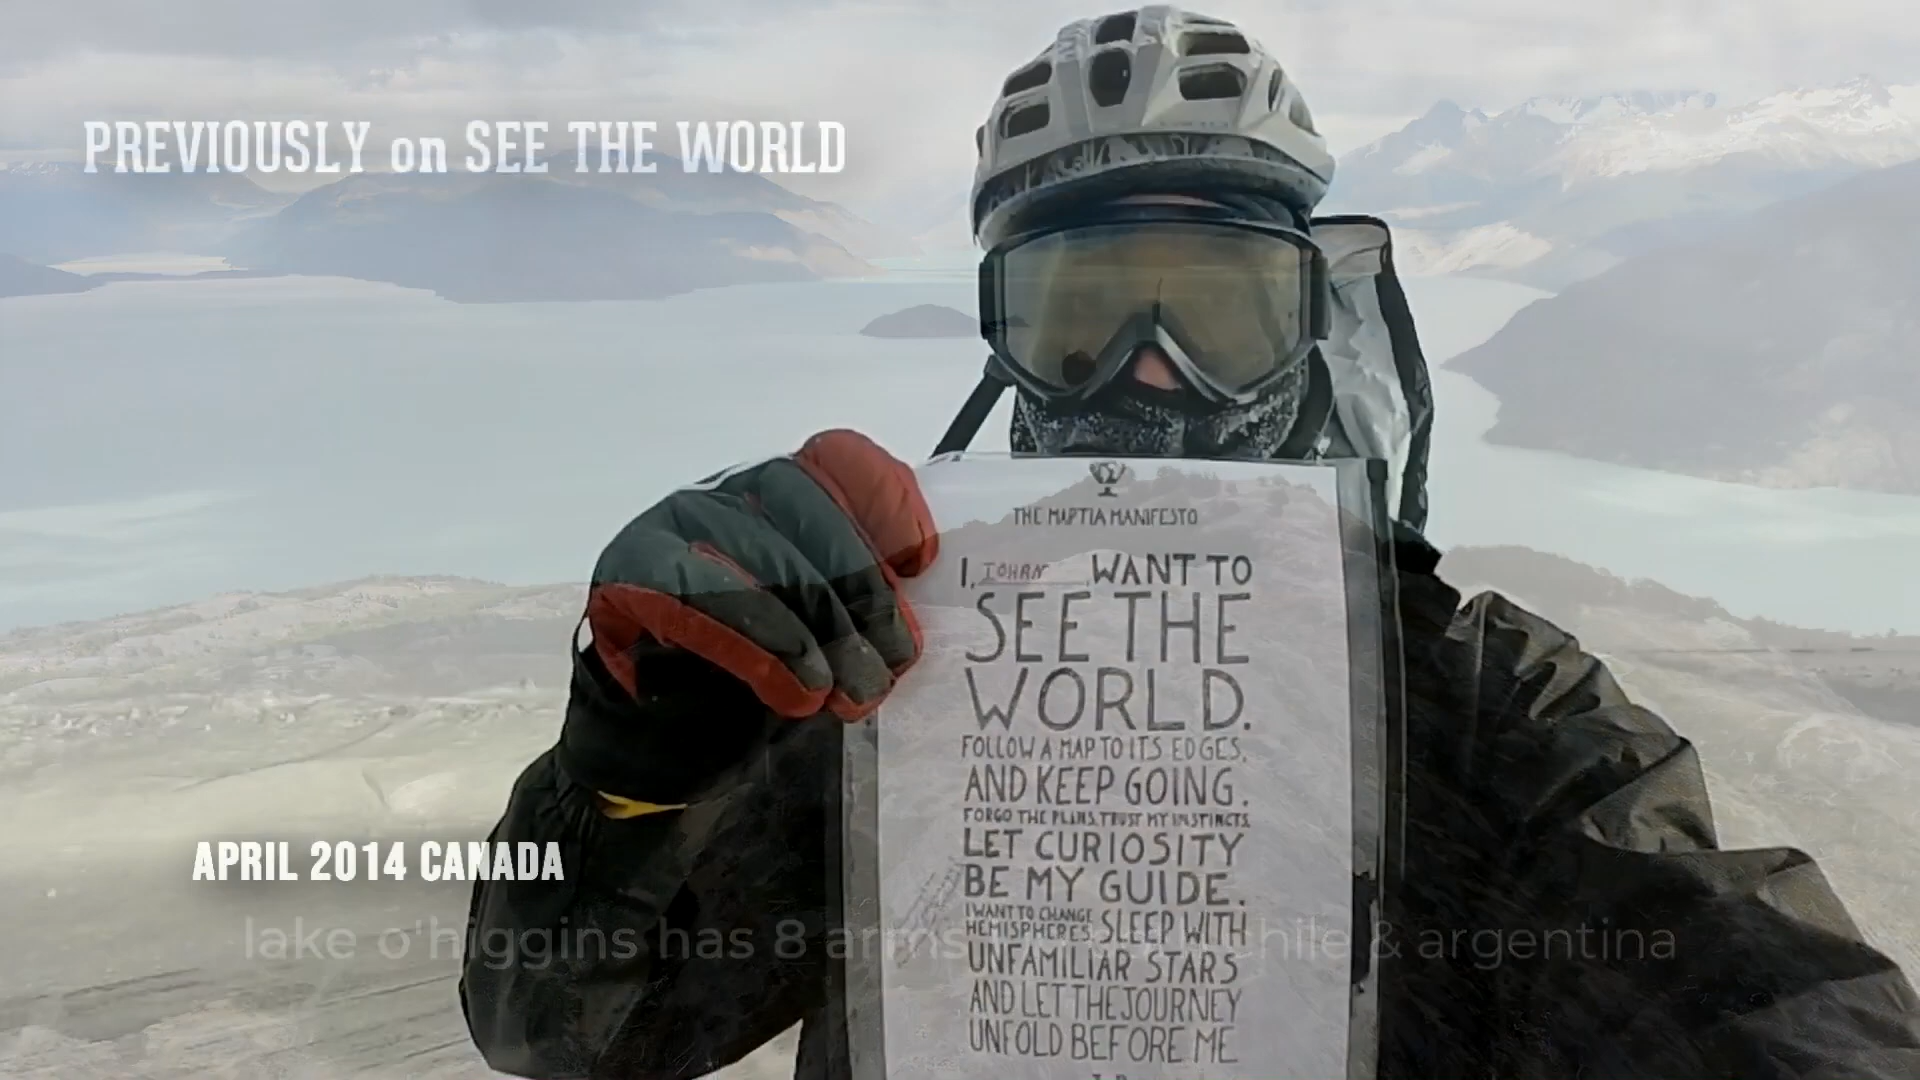 PREVIOUSLY on SEE THE WORLD
THE MAPTIA MANIFESTO
I, JOHAN, WANT TO
SEE THE
WORLD.
FOLLOW A MAP TO ITS EDGES,
AND KEEP GOING.
FORGO THE PLANS. TRUST MY INSTINCTS.
LET CURIOSITY
BE MY GUIDE.
I WANT TO CHANGE
HEMISPHERES, SLEEP WITH
UNFAMILIAR STARS
AND LET THE JOURNEY
UNFOLD BEFORE ME
APRIL 2014 CANADA
lake o'higgins has 8 arms chile & argentina